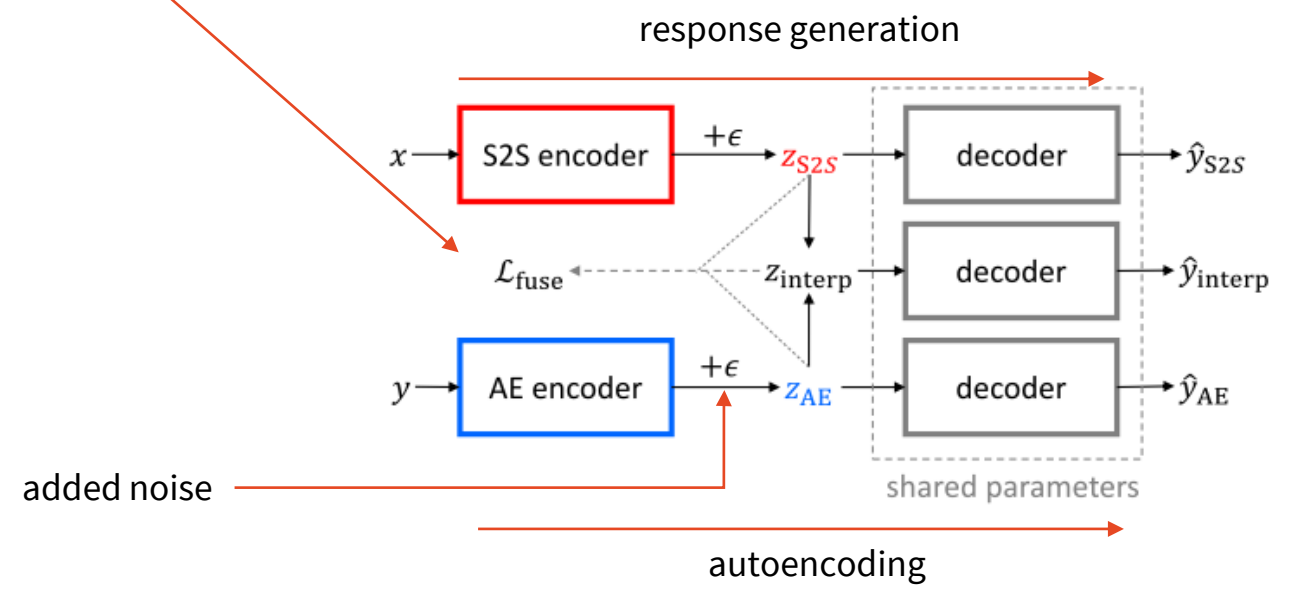 response generation
x S2S encoder +ϵ z_S2S decoder ŷ_S2S
ℒ_fuse z_interp decoder ŷ_interp
y AE encoder +ϵ z_AE decoder ŷ_AE
added noise
shared parameters
autoencoding